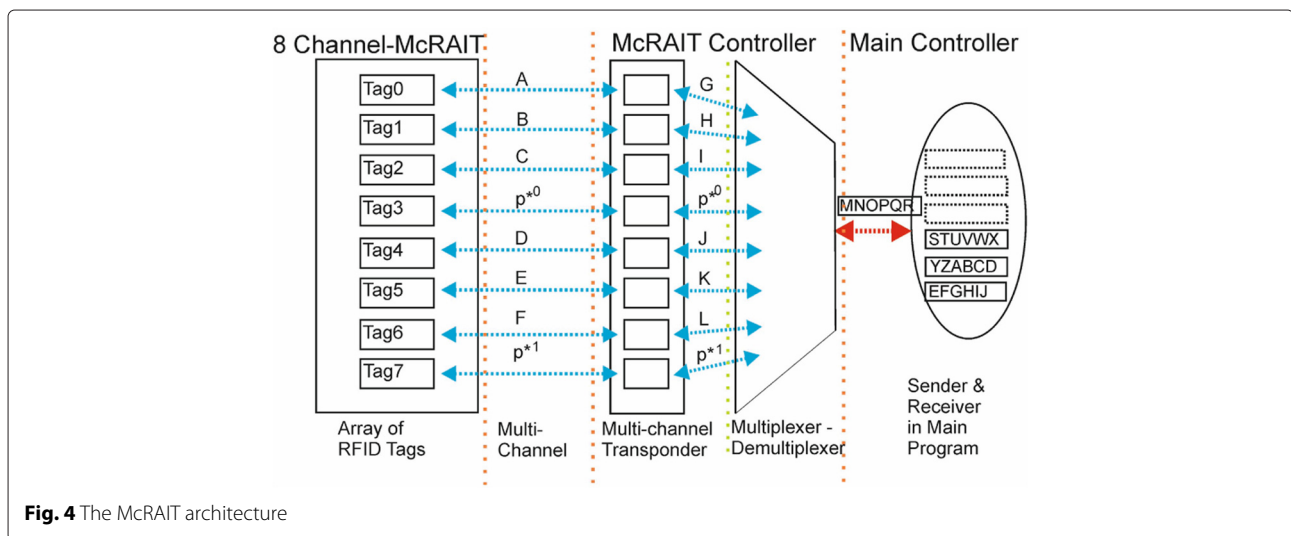 8 Channel-McRAIT
McRAIT Controller
Main Controller
Tag0
A
G
Tag1
B
H
Tag2
C
I
Tag3
p*0
p*0
Tag4
D
J
Tag5
E
K
Tag6
F
L
Tag7
p*1
p*1
MNOPQR
STUVWX
YZABCD
EFGHIJ
Array of
RFID Tags
Multi-
Channel
Multi-channel
Transponder
Multiplexer -
Demultiplexer
Sender &
Receiver
in Main
Program
Fig. 4 The McRAIT architecture